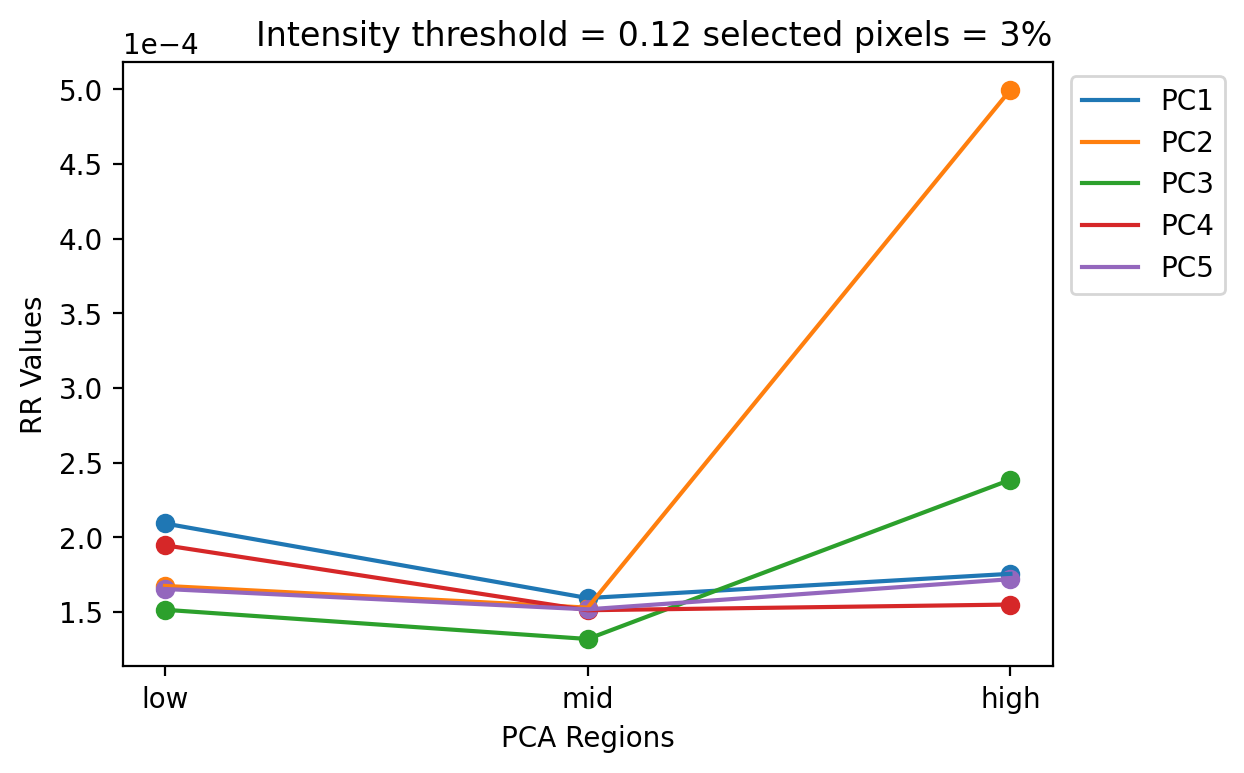 Intensity threshold = 0.12 selected pixels = 3%
1e−4
5.0
4.5
4.0
3.5
3.0
2.5
2.0
1.5
RR Values
low
mid
high
PCA Regions
PC1
PC2
PC3
PC4
PC5